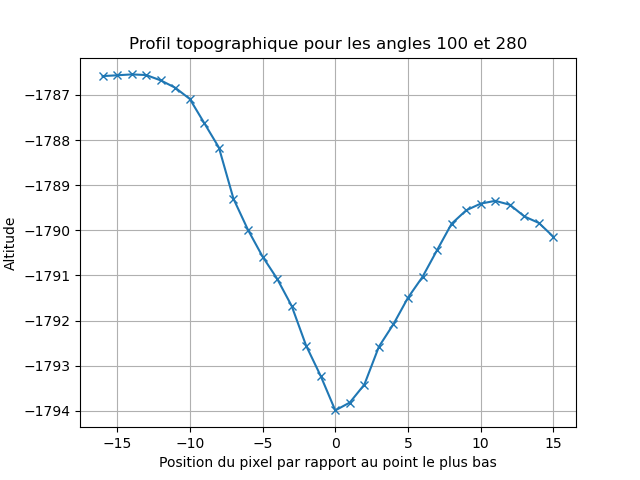 Profil topographique pour les angles 100 et 280
−1787
−1788
−1789
−1790
−1791
−1792
−1793
−1794
Altitude
−15 −10 −5 0 5 10 15
Position du pixel par rapport au point le plus bas